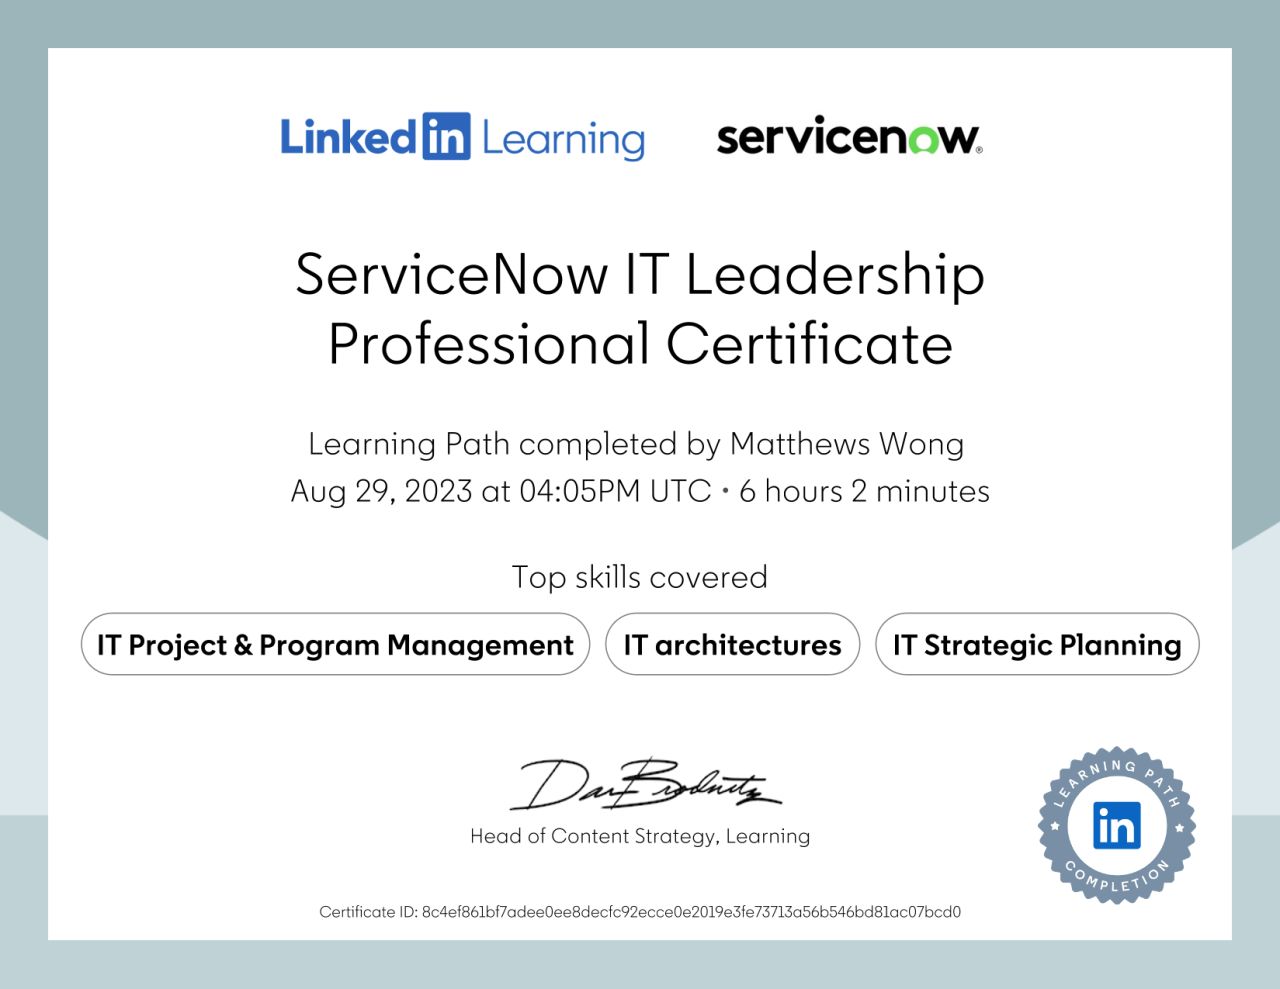 Linked in Learning
servicenow®
ServiceNow IT Leadership
Professional Certificate
Learning Path completed by Matthews Wong
Aug 29, 2023 at 04:05PM UTC • 6 hours 2 minutes
Top skills covered
IT Project & Program Management
IT architectures
IT Strategic Planning
Dan Brodnitz
Head of Content Strategy, Learning
LEARNING PATH
in
COMPLETION
Certificate ID: 8c4ef861bf7adee0ee8decfc92ecce0e2019e3fe73713a56b546bd81ac07bcd0